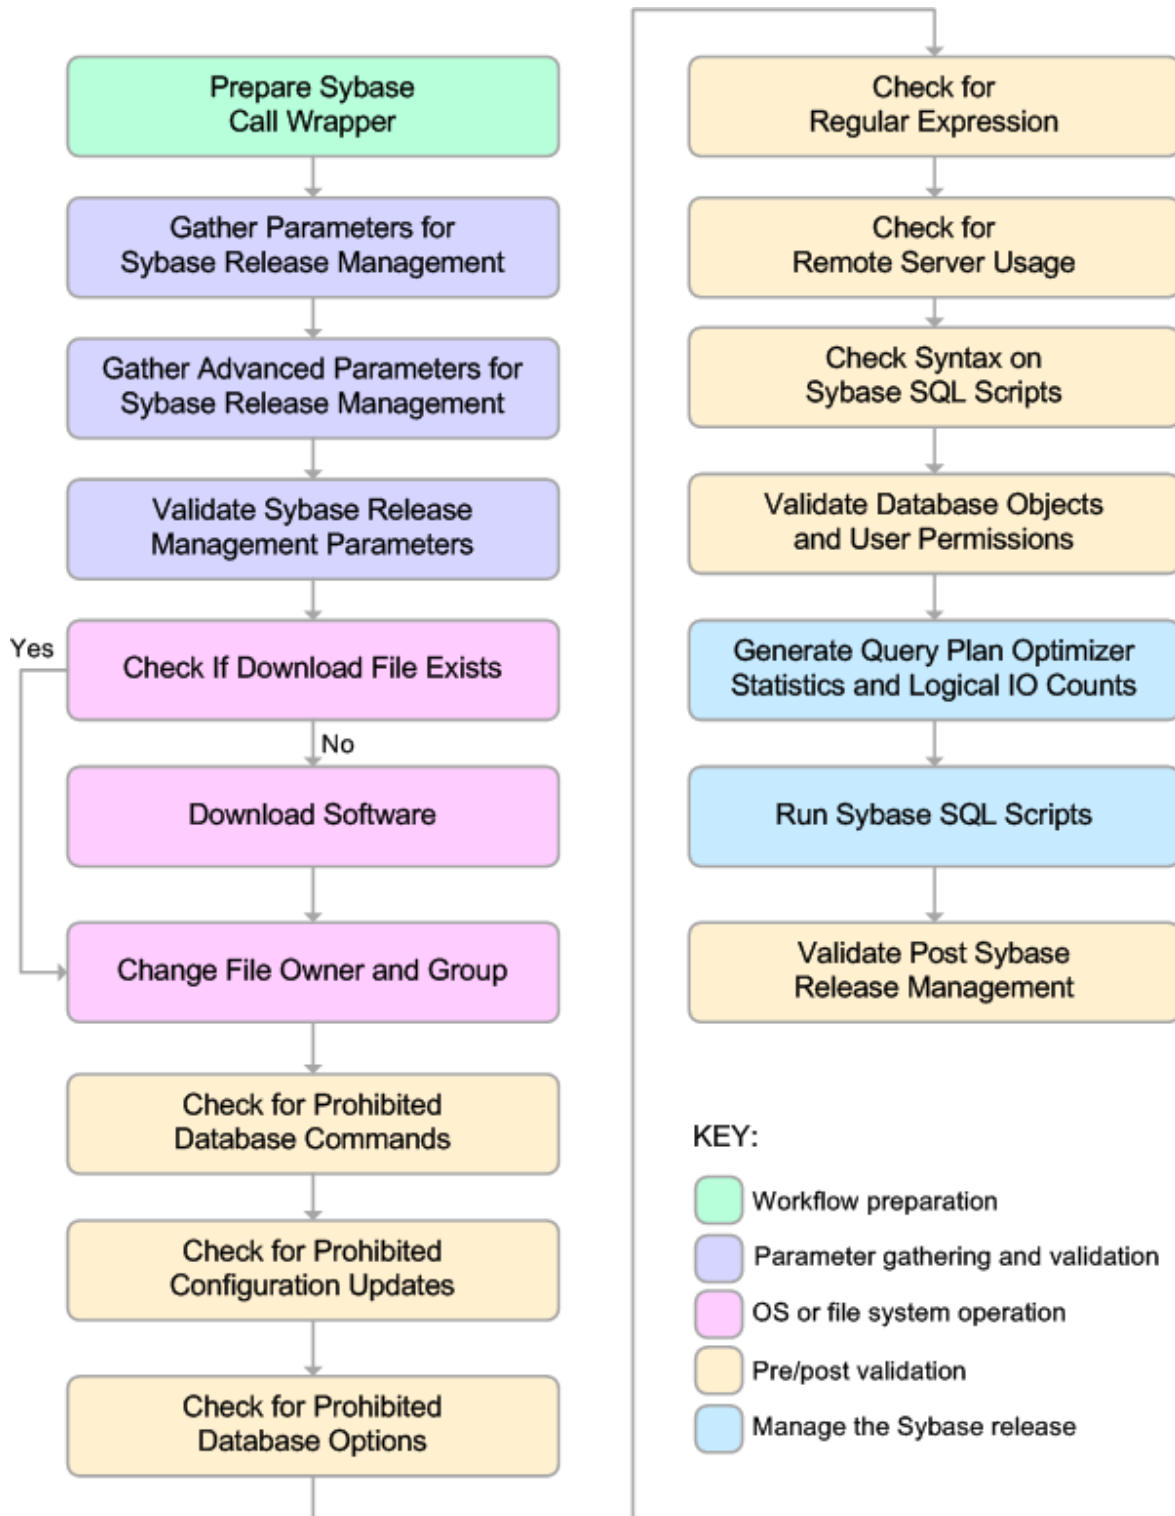 Prepare Sybase
Call Wrapper
Gather Parameters for
Sybase Release Management
Gather Advanced Parameters for
Sybase Release Management
Validate Sybase Release
Management Parameters
Yes
Check If Download File Exists
No
Download Software
Change File Owner and Group
Check for Prohibited
Database Commands
Check for Prohibited
Configuration Updates
Check for Prohibited
Database Options
Check for
Regular Expression
Check for
Remote Server Usage
Check Syntax on
Sybase SQL Scripts
Validate Database Objects
and User Permissions
Generate Query Plan Optimizer
Statistics and Logical IO Counts
Run Sybase SQL Scripts
Validate Post Sybase
Release Management
KEY:
Workflow preparation
Parameter gathering and validation
OS or file system operation
Pre/post validation
Manage the Sybase release